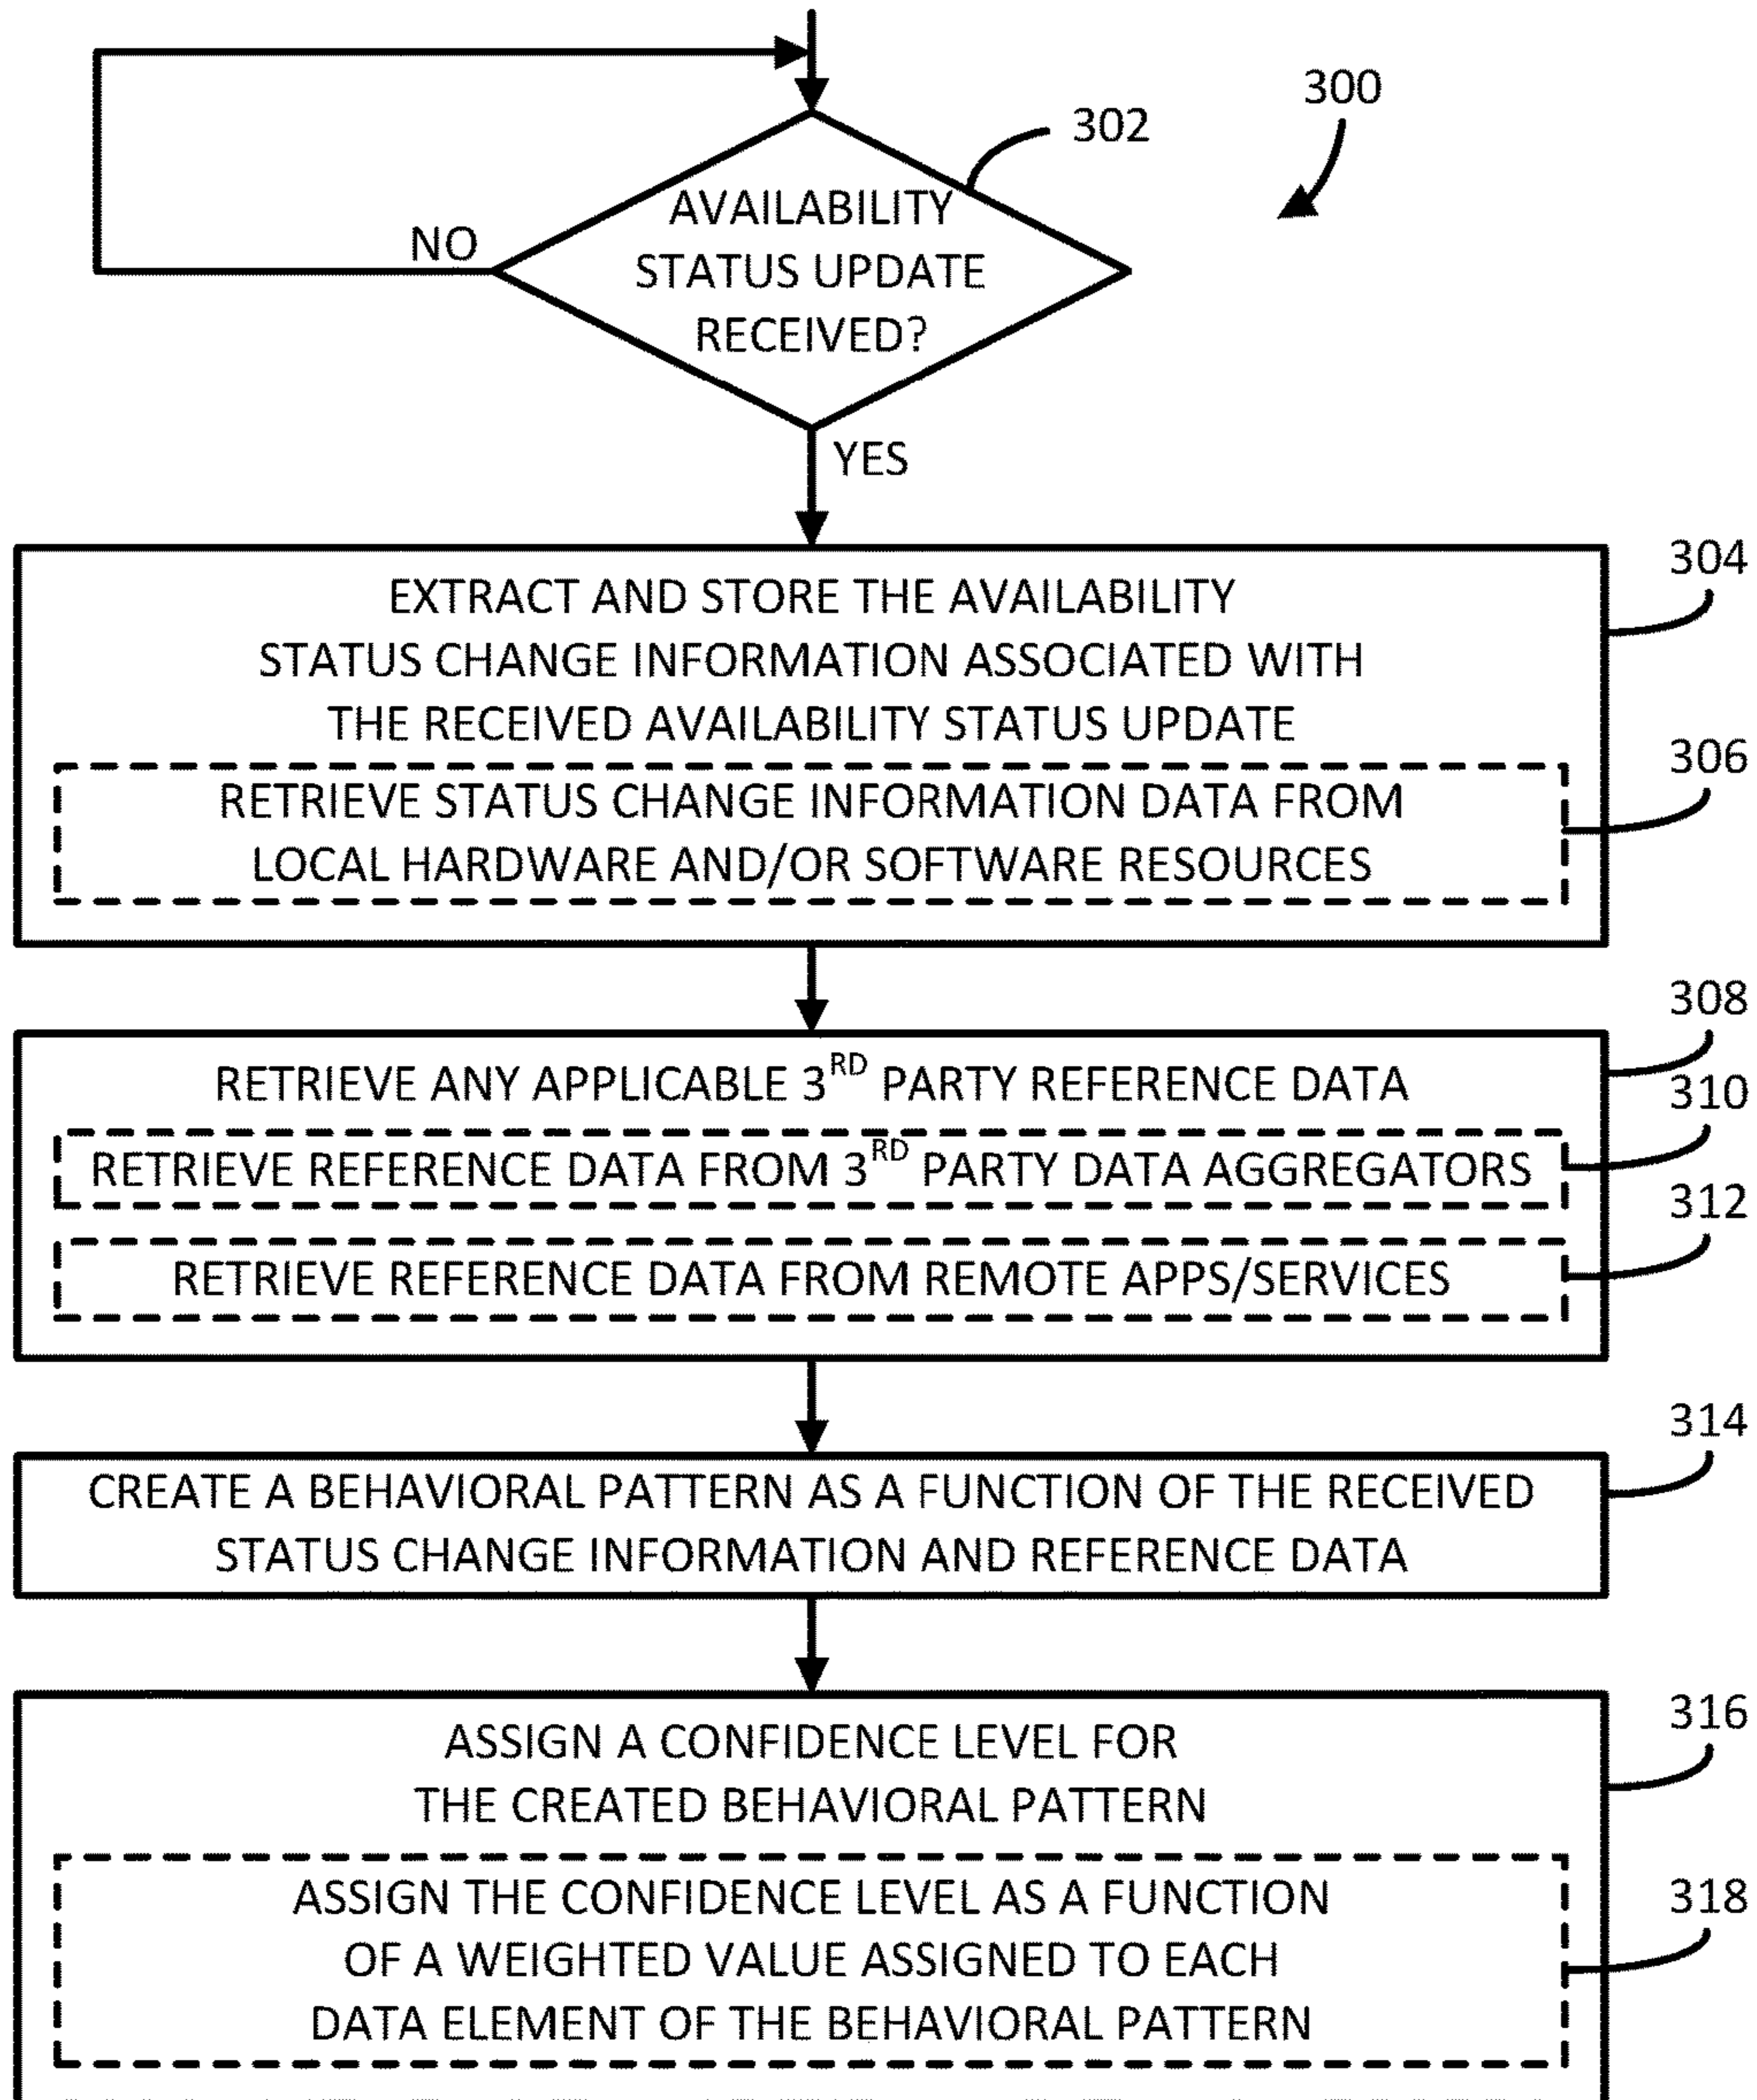 300
302
AVAILABILITY
STATUS UPDATE
RECEIVED?
NO
YES
304
EXTRACT AND STORE THE AVAILABILITY
STATUS CHANGE INFORMATION ASSOCIATED WITH
THE RECEIVED AVAILABILITY STATUS UPDATE
306
RETRIEVE STATUS CHANGE INFORMATION DATA FROM
LOCAL HARDWARE AND/OR SOFTWARE RESOURCES
308
RETRIEVE ANY APPLICABLE 3RD PARTY REFERENCE DATA
310
RETRIEVE REFERENCE DATA FROM 3RD PARTY DATA AGGREGATORS
312
RETRIEVE REFERENCE DATA FROM REMOTE APPS/SERVICES
314
CREATE A BEHAVIORAL PATTERN AS A FUNCTION OF THE RECEIVED
STATUS CHANGE INFORMATION AND REFERENCE DATA
316
ASSIGN A CONFIDENCE LEVEL FOR
THE CREATED BEHAVIORAL PATTERN
318
ASSIGN THE CONFIDENCE LEVEL AS A FUNCTION
OF A WEIGHTED VALUE ASSIGNED TO EACH
DATA ELEMENT OF THE BEHAVIORAL PATTERN